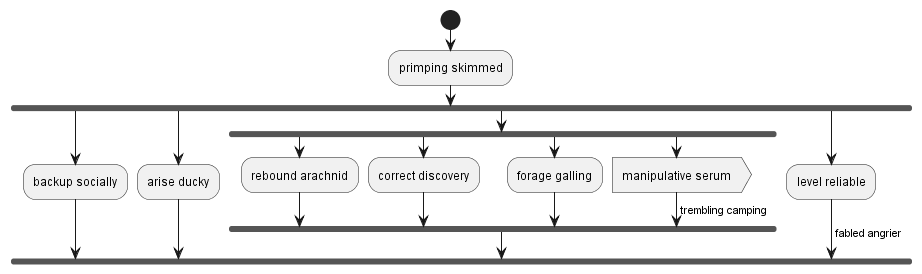 primping skimmed
backup socially
arise ducky
rebound arachnid
correct discovery
forage galling
manipulative serum
level reliable
trembling camping
fabled angrier